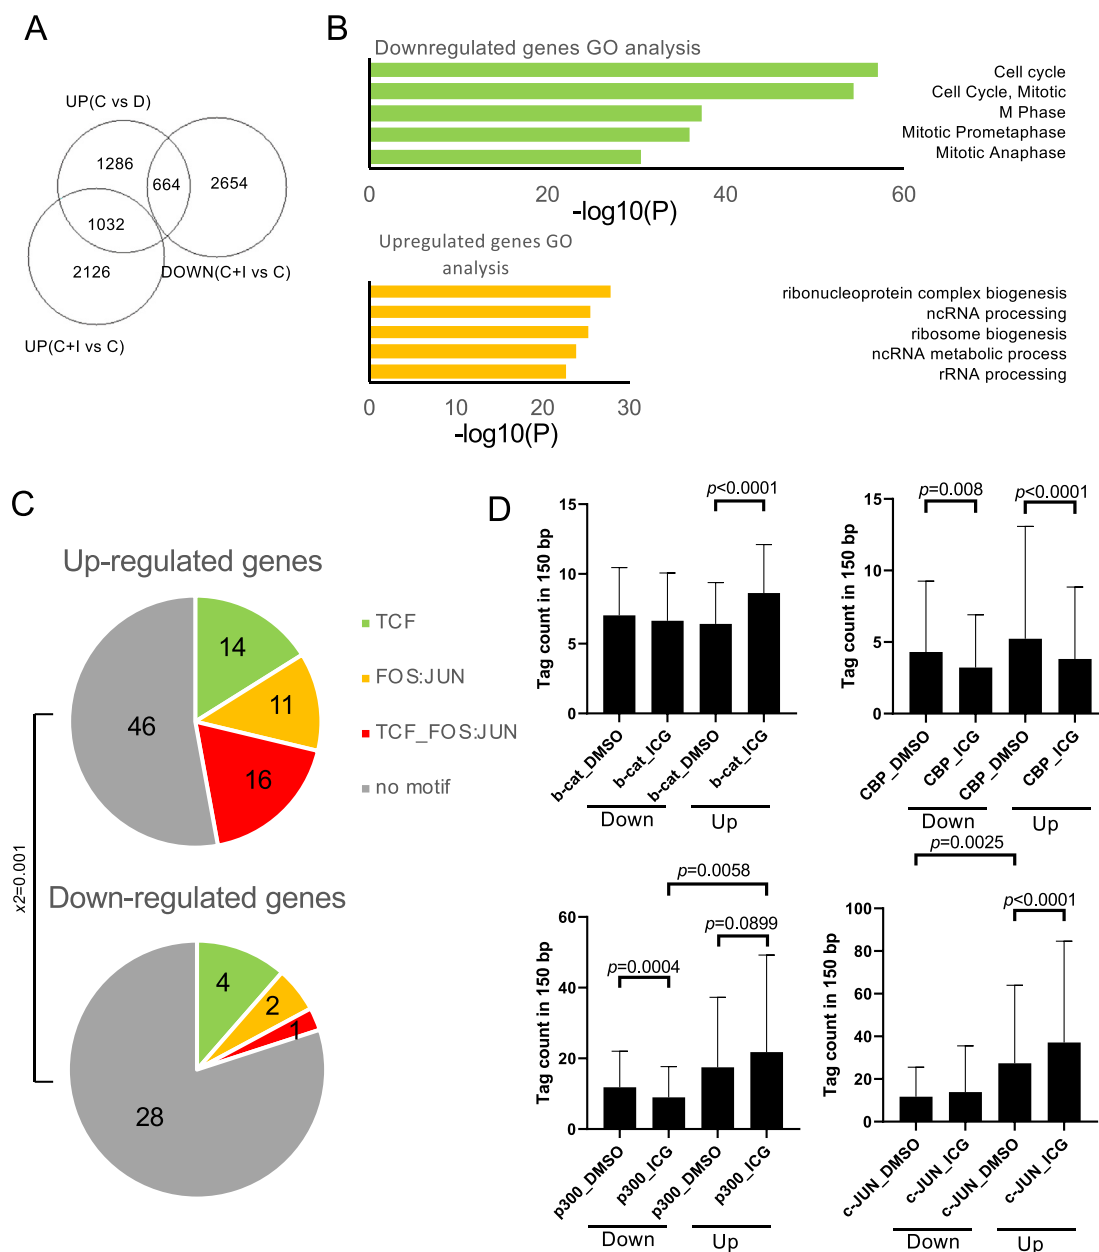 A
UP(C vs D)
1286
664
2654
1032
2126
DOWN(C+I vs C)
UP(C+I vs C)
B
Downregulated genes GO analysis
Cell cycle
Cell Cycle, Mitotic
M Phase
Mitotic Prometaphase
Mitotic Anaphase
0
20
40
60
-log10(P)
Upregulated genes GO
analysis
ribonucleoprotein complex biogenesis
ncRNA processing
ribosome biogenesis
ncRNA metabolic process
rRNA processing
0
10
20
30
-log10(P)
C
Up-regulated genes
14
11
16
46
TCF
FOS:JUN
TCF_FOS:JUN
no motif
x2=0.001
Down-regulated genes
4
2
1
28
D
p<0.0001
Tag count in 150 bp
15
10
5
0
b-cat_DMSO
b-cat_ICG
b-cat_DMSO
b-cat_ICG
Down
Up
p=0.008
p<0.0001
Tag count in 150 bp
15
10
5
0
CBP_DMSO
CBP_ICG
CBP_DMSO
CBP_ICG
Down
Up
p=0.0058
p=0.0899
p=0.0004
Tag count in 150 bp
60
40
20
0
p300_DMSO
p300_ICG
p300_DMSO
p300_ICG
Down
Up
p=0.0025
p<0.0001
Tag count in 150 bp
100
80
60
40
20
0
c-JUN_DMSO
c-JUN_ICG
c-JUN_DMSO
c-JUN_ICG
Down
Up